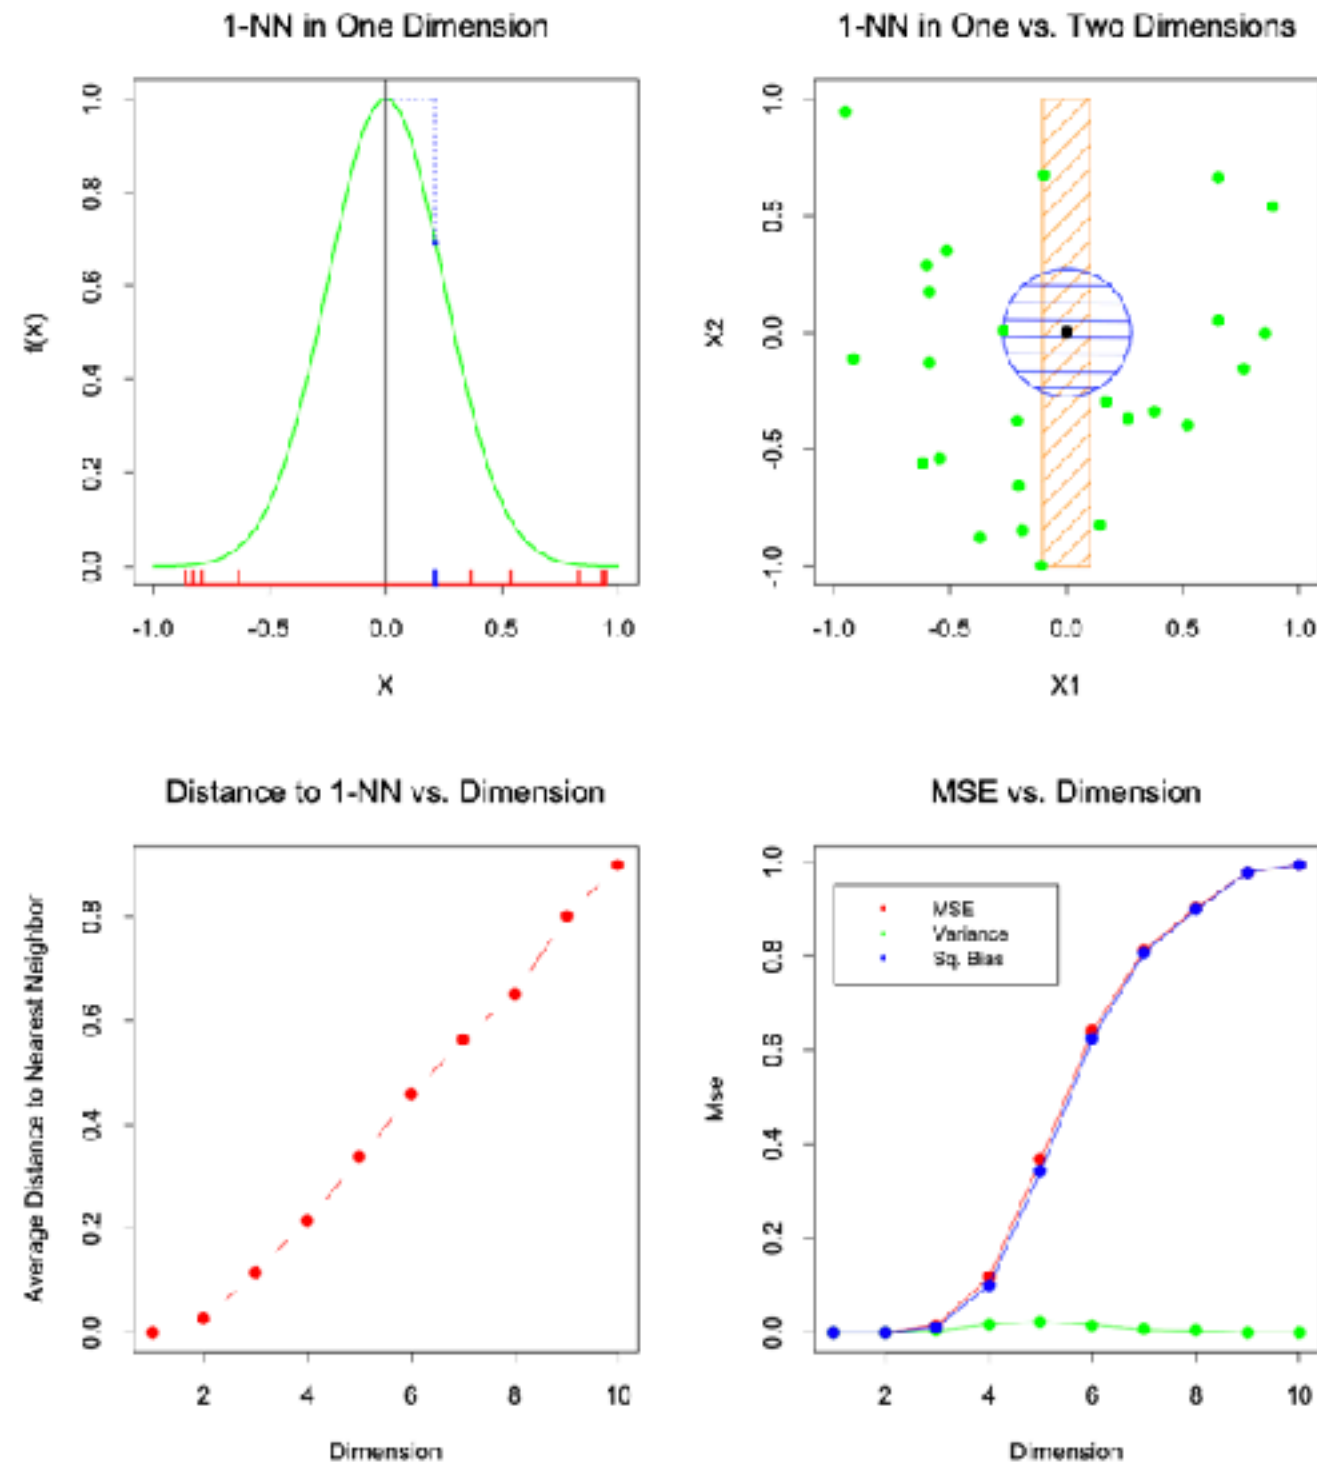 1-NN in One Dimension
f(x)
1.0
0.8
0.6
0.4
0.2
0.0
-1.0 -0.5 0.0 0.5 1.0
X
1-NN in One vs. Two Dimensions
X2
1.0
0.5
0.0
-0.5
-1.0
-1.0 -0.5 0.0 0.5 1.0
X1
Distance to 1-NN vs. Dimension
Average Distance to Nearest Neighbor
0.8
0.6
0.4
0.2
0.0
2 4 6 8 10
Dimension
MSE vs. Dimension
Mse
1.0
0.8
0.6
0.4
0.2
0.0
MSE
Variance
Sq. Bias
2 4 6 8 10
Dimension